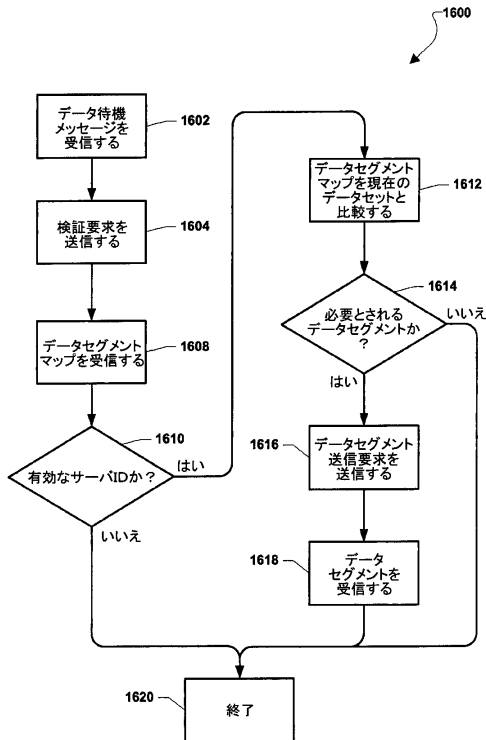 1600
データ待機
メッセージを
受信する
1602
検証要求を
送信する
1604
データセグメント
マップを受信する
1608
有効なサーバIDか?
1610
はい
いいえ
データセグメント
マップを現在の
データセットと
比較する
1612
必要とされる
データセグメントか
?
1614
いいえ
はい
データセグメント
送信要求を
送信する
1616
データ
セグメントを
受信する
1618
終了
1620